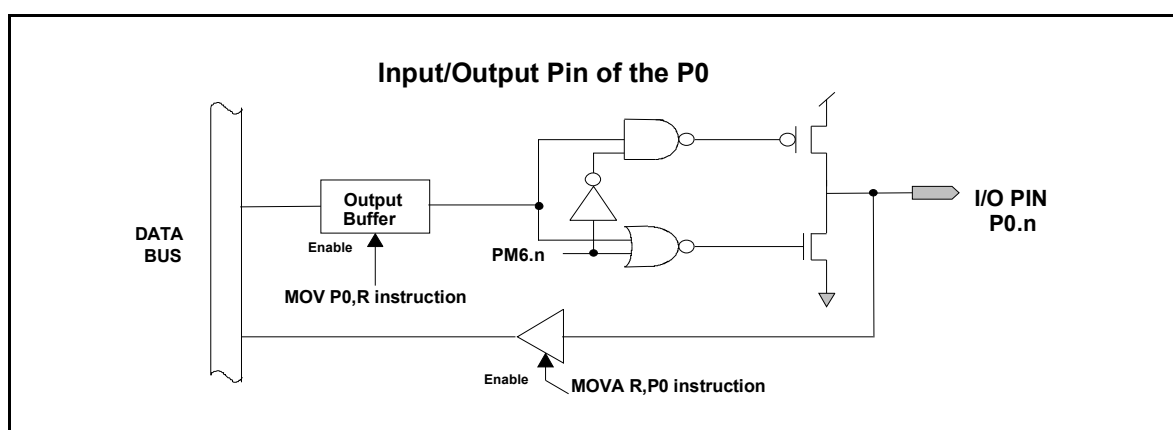 Input/Output Pin of the P0
Output
Buffer
Enable
DATA
BUS
PM6.n
MOV P0,R instruction
I/O PIN
P0.n
Enable
MOVA R,P0 instruction